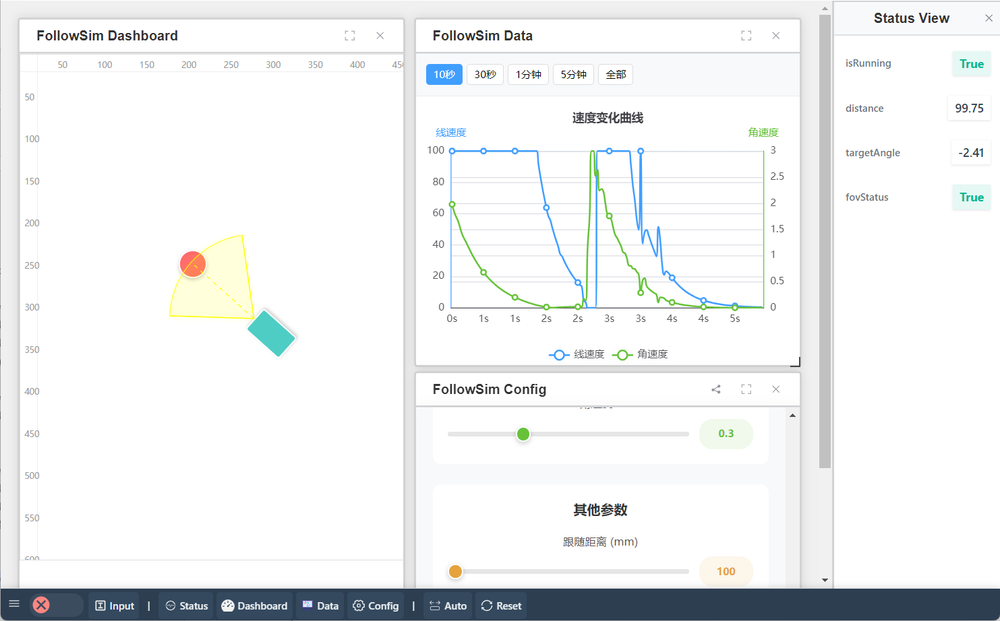 FollowSim Dashboard
50 100 150 200 250 300 350 400
50
100
150
200
250
300
350
400
450
500
550
600
FollowSim Data
10秒 30秒 1分钟 5分钟 全部
速度变化曲线
线速度 角速度
100 3
80 2.5
60 2
40 1.5
20 1
0 0.5
0
0s 1s 1s 2s 2s 3s 3s 4s 4s 5s
线速度 角速度
FollowSim Config
0.3
其他参数
跟随距离 (mm)
100
Status View
isRunning True
distance 99.75
targetAngle -2.41
fovStatus True
Input | Status Dashboard Data Config | Auto Reset